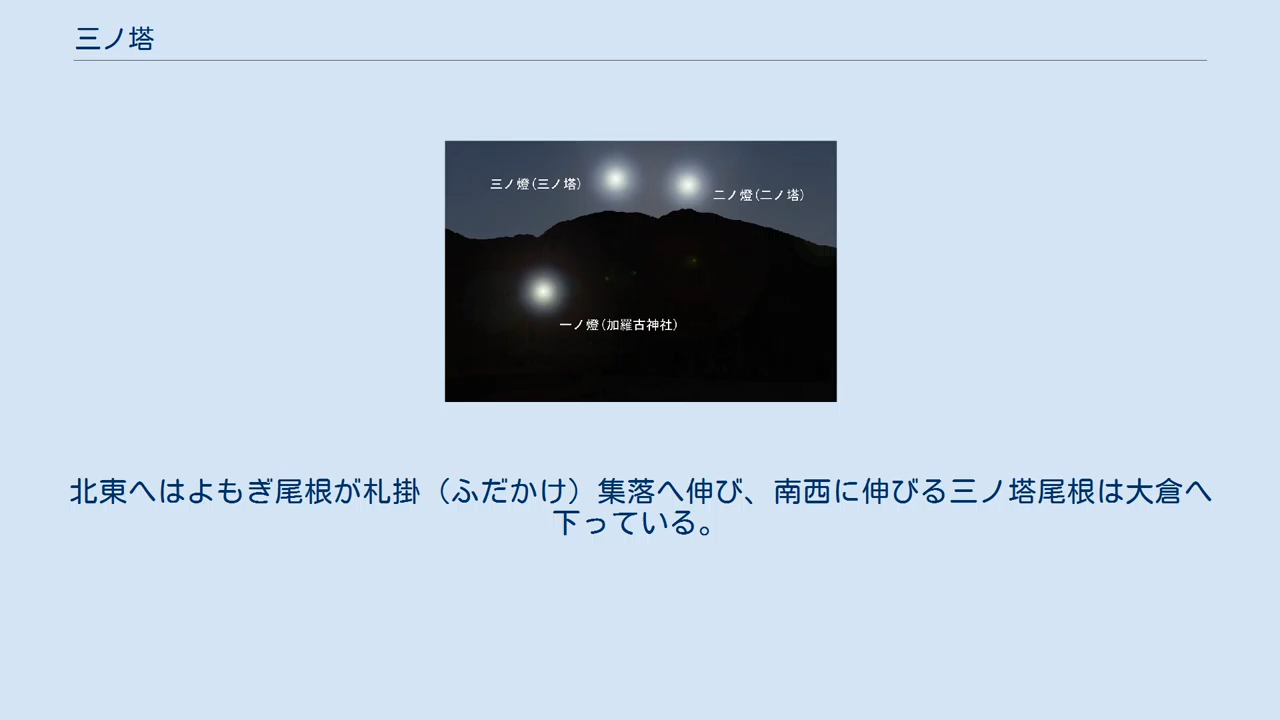 三ノ塔
三ノ燈(三ノ塔)
二ノ燈(二ノ塔)
一ノ燈(加羅古神社)
北東へはよもぎ尾根が札掛（ふだかけ）集落へ伸び、南西に伸びる三ノ塔尾根は大倉へ
下っている。